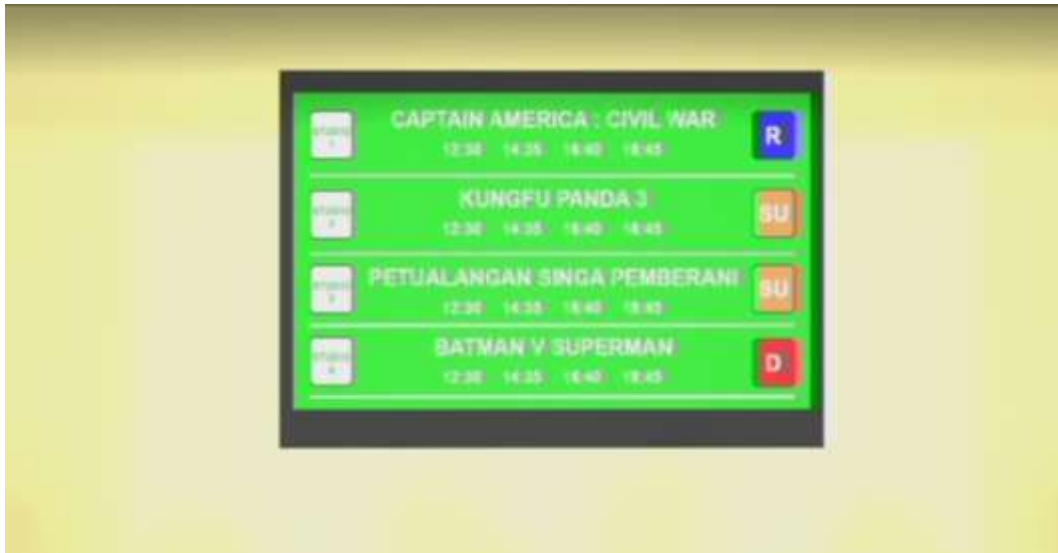 CAPTAIN AMERICA : CIVIL WAR
R
12:30 14:35 16:40 18:45
KUNGFU PANDA 3
SU
12:30 14:35 16:40 18:45
PETUALANGAN SINGA PEMBERANI
SU
12:30 14:35 16:40 18:45
BATMAN V SUPERMAN
D
12:30 14:35 16:40 18:45